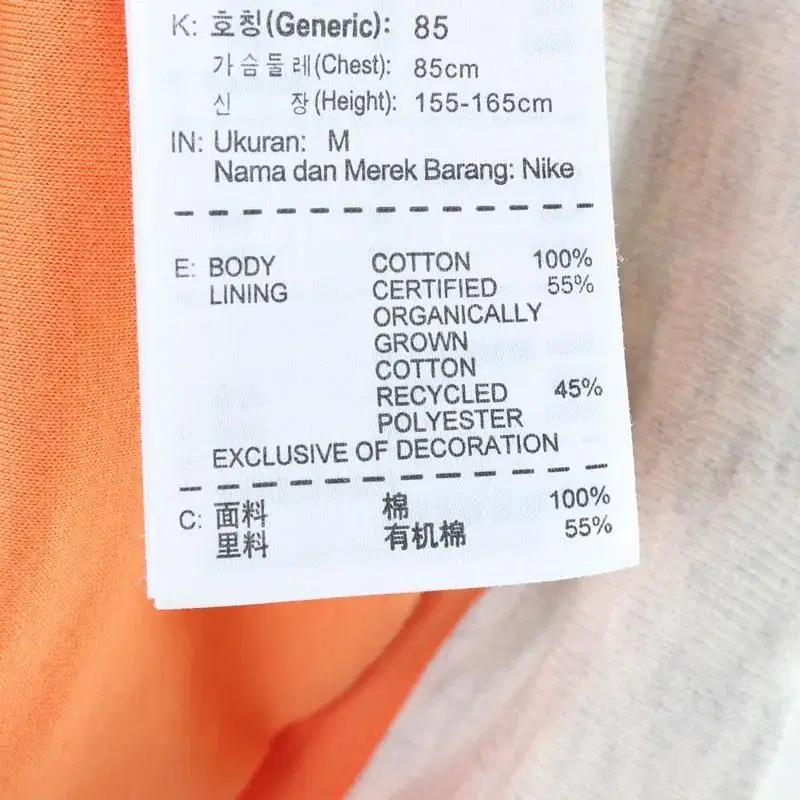 K: 호칭(Generic): 85
가슴둘레(Chest): 85cm
신 장(Height): 155-165cm
IN: Ukuran: M
Nama dan Merek Barang: Nike
E: BODY COTTON 100%
LINING CERTIFIED 55%
ORGANICALLY
GROWN
COTTON
RECYCLED 45%
POLYESTER
EXCLUSIVE OF DECORATION
C: 面料 棉 100%
里料 有机棉 55%